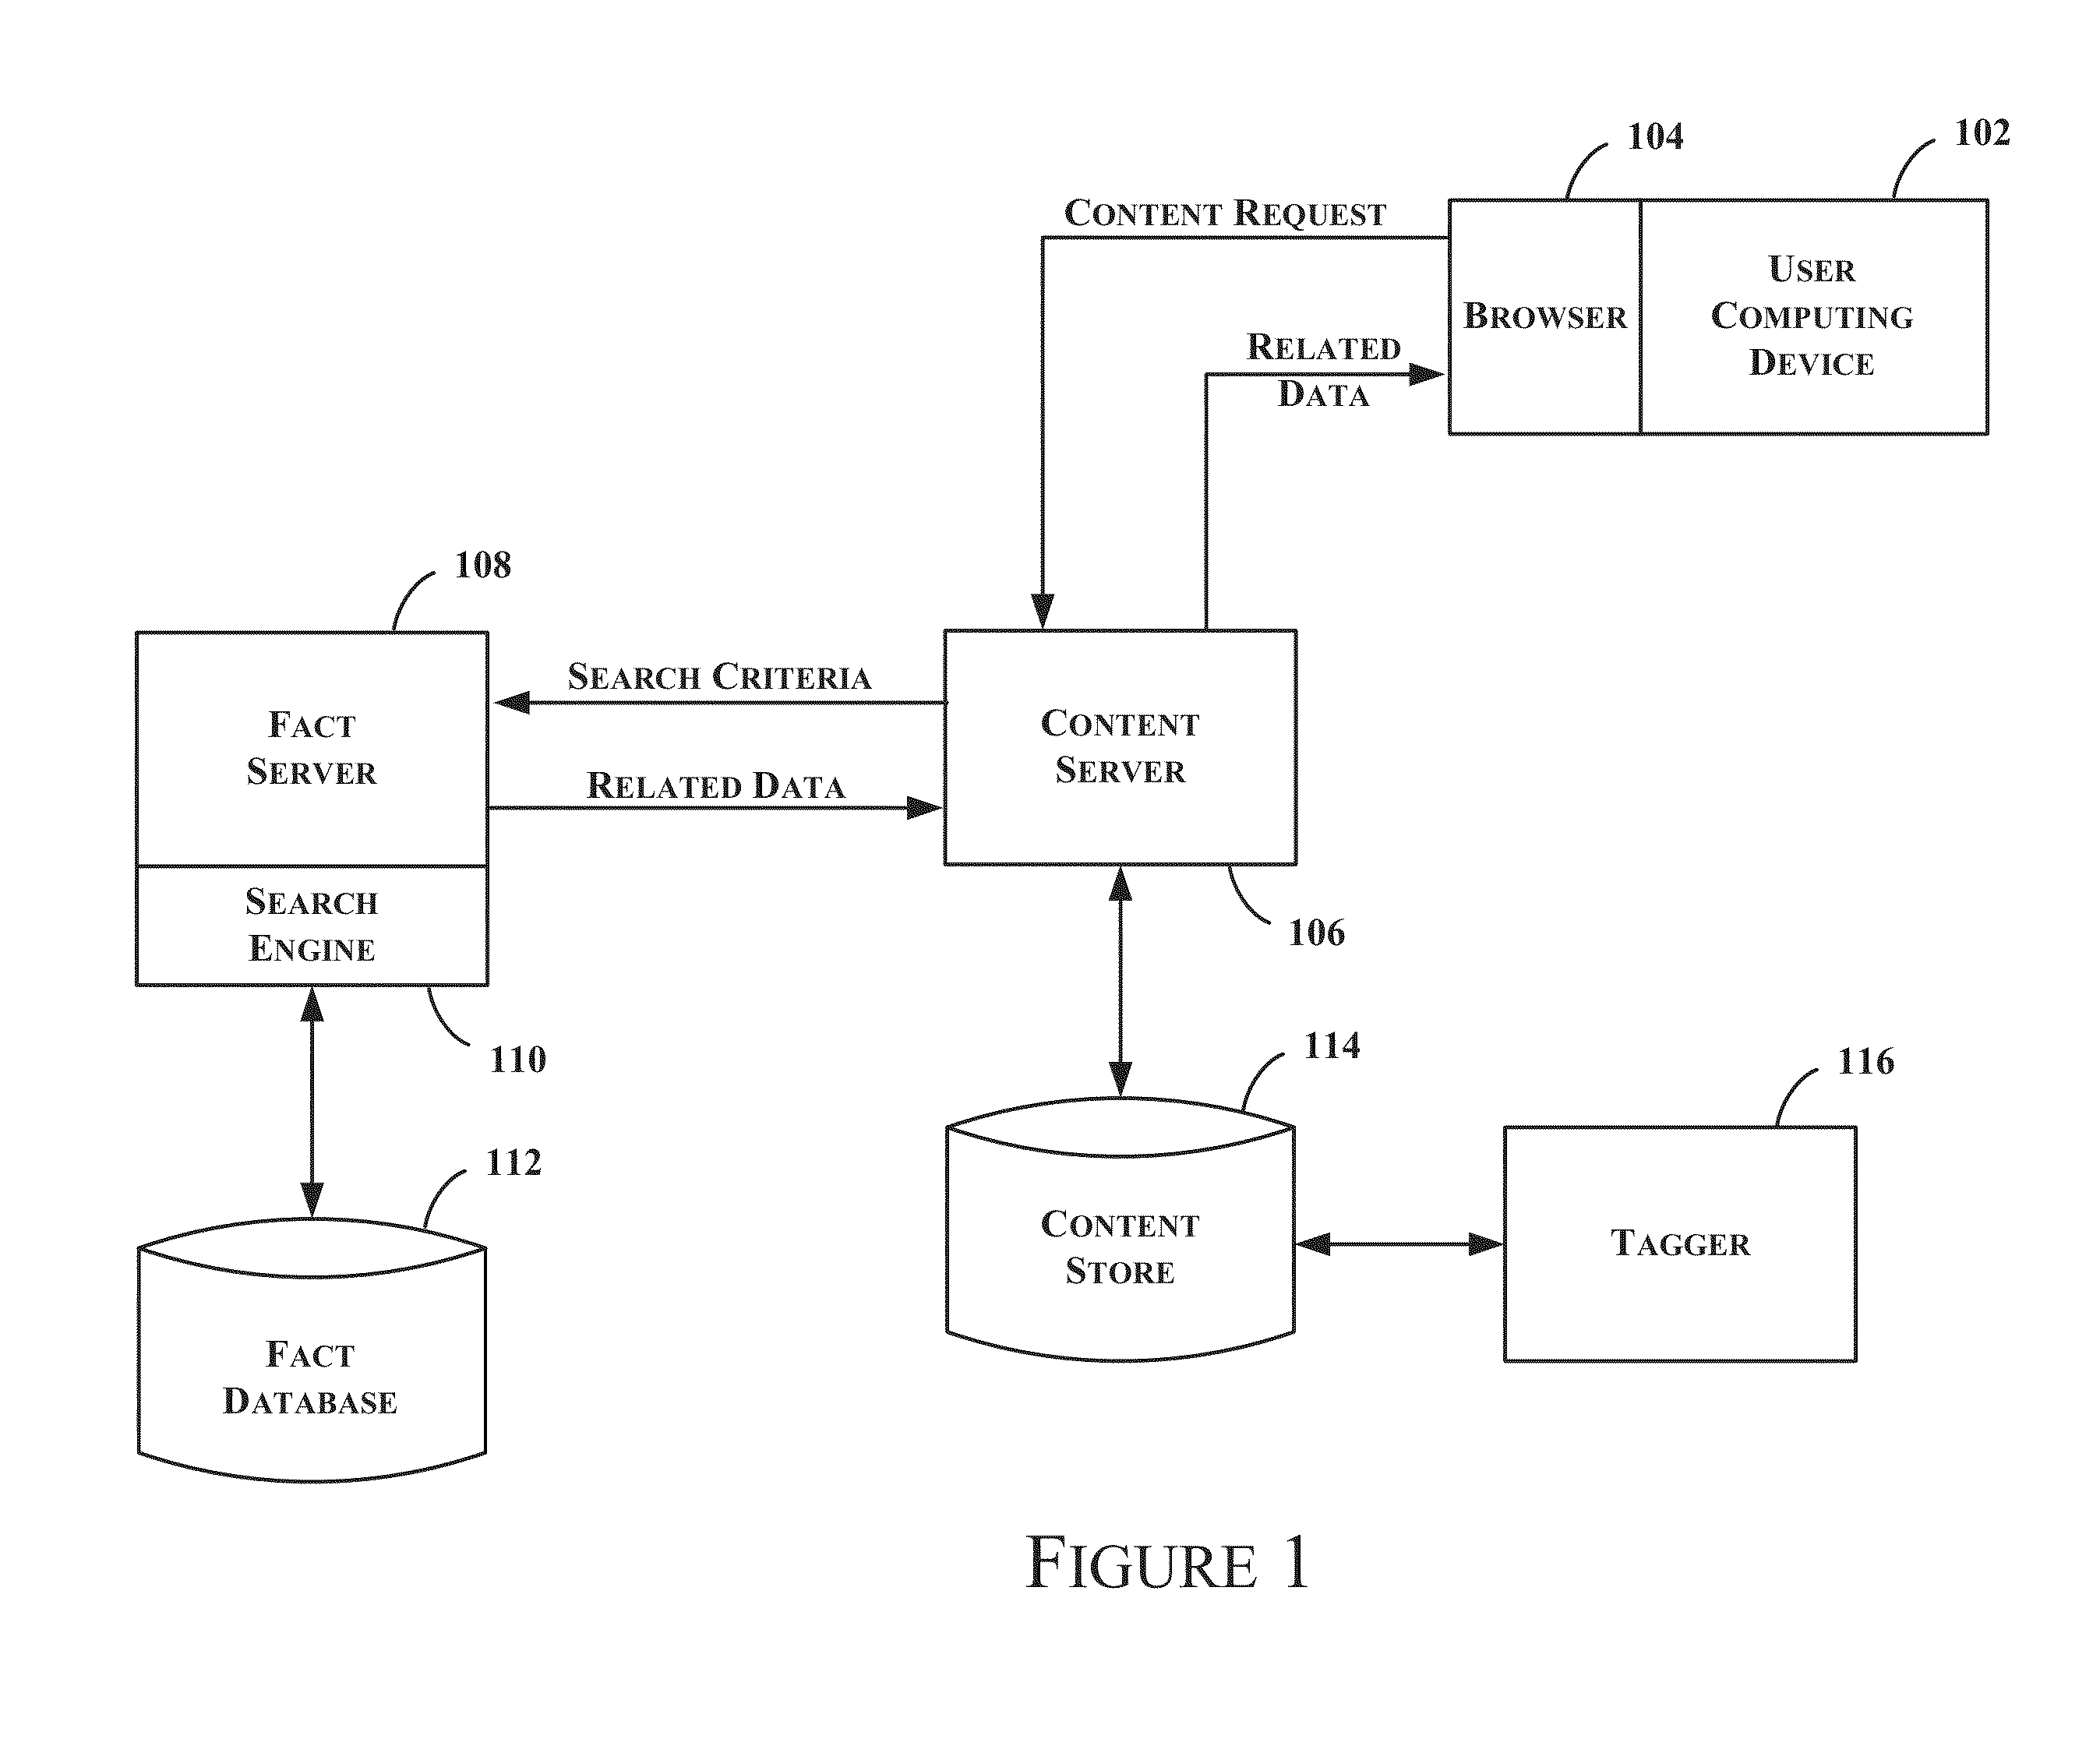 104
102
CONTENT REQUEST
BROWSER
USER
COMPUTING
DEVICE
RELATED
DATA
108
SEARCH CRITERIA
FACT
SERVER
CONTENT
SERVER
RELATED DATA
SEARCH
ENGINE
106
110
114
116
112
CONTENT
STORE
TAGGER
FACT
DATABASE
FIGURE 1